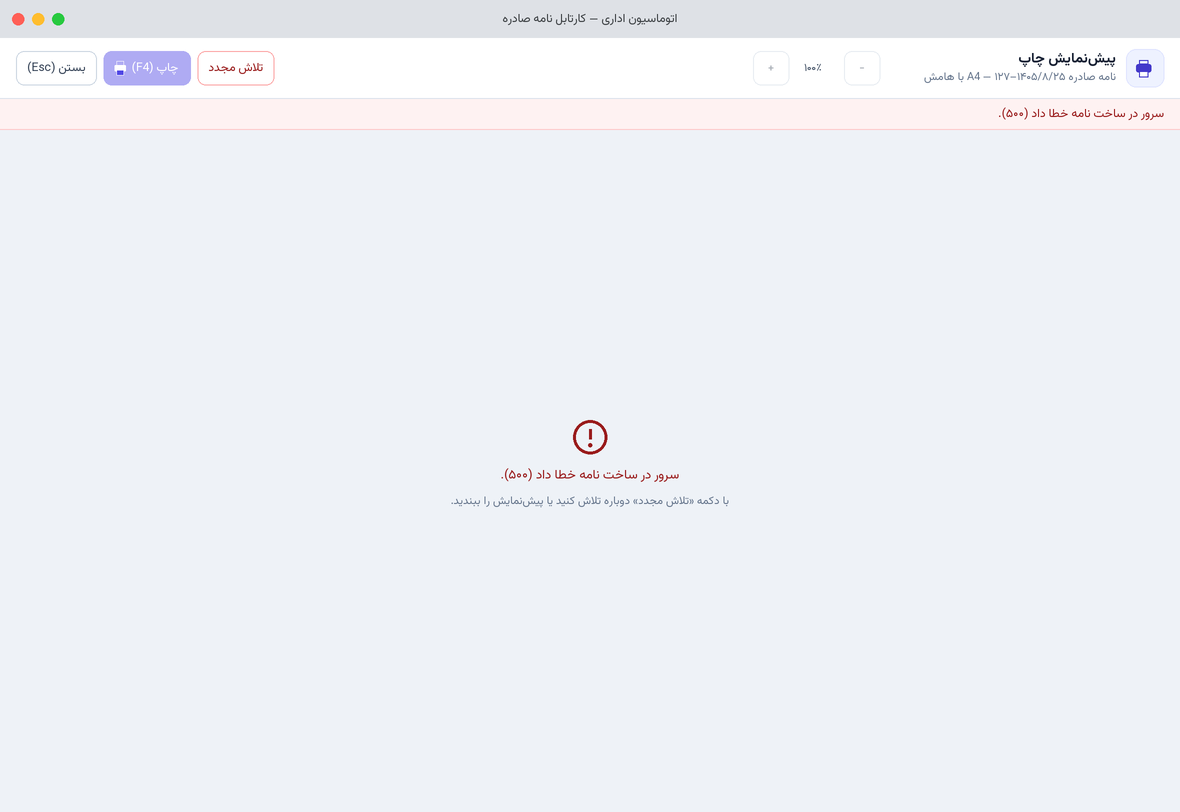 اتوماسیون اداری — کارتابل نامه صادره
پیش‌نمایش چاپ
نامه صادره ۱۲۷–۱۴۰۵/۸/۲۵ — A4 با هامش
−
۱۰۰٪
+
تلاش مجدد
چاپ (F4)
بستن (Esc)
سرور در ساخت نامه خطا داد (۵۰۰).
سرور در ساخت نامه خطا داد (۵۰۰).
با دکمه «تلاش مجدد» دوباره تلاش کنید یا پیش‌نمایش را ببندید.